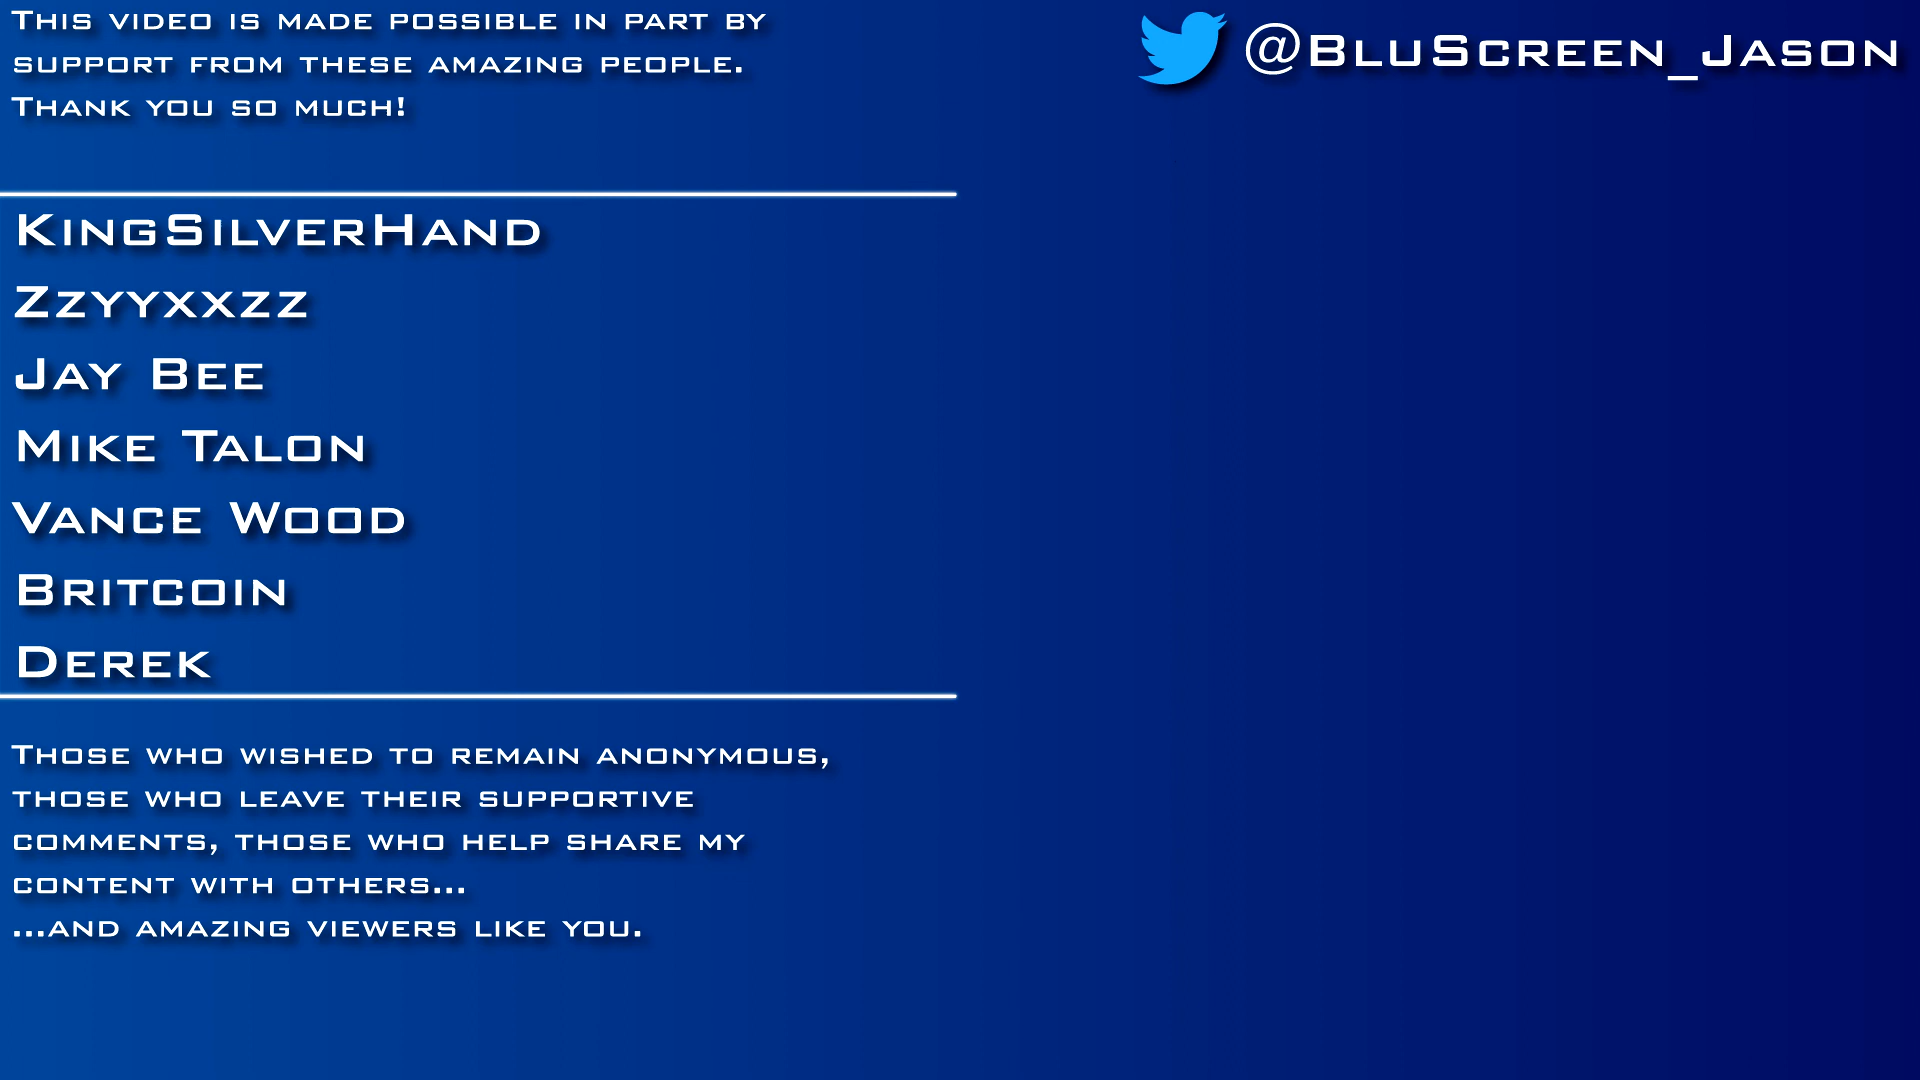 This video is made possible in part by
support from these amazing people.
Thank you so much!
@BluScreen_Jason
KingSilverHand
Zzyyxxzz
Jay Bee
Mike Talon
Vance Wood
Britcoin
Derek
Those who wished to remain anonymous,
those who leave their supportive
comments, those who help share my
content with others...
...and amazing viewers like you.